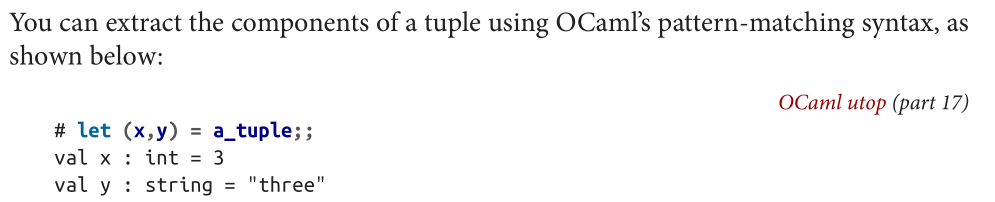 You can extract the components of a tuple using OCaml’s pattern-matching syntax, as
shown below:
OCaml utop (part 17)
# let (x,y) = a_tuple;;
val x : int = 3
val y : string = "three"